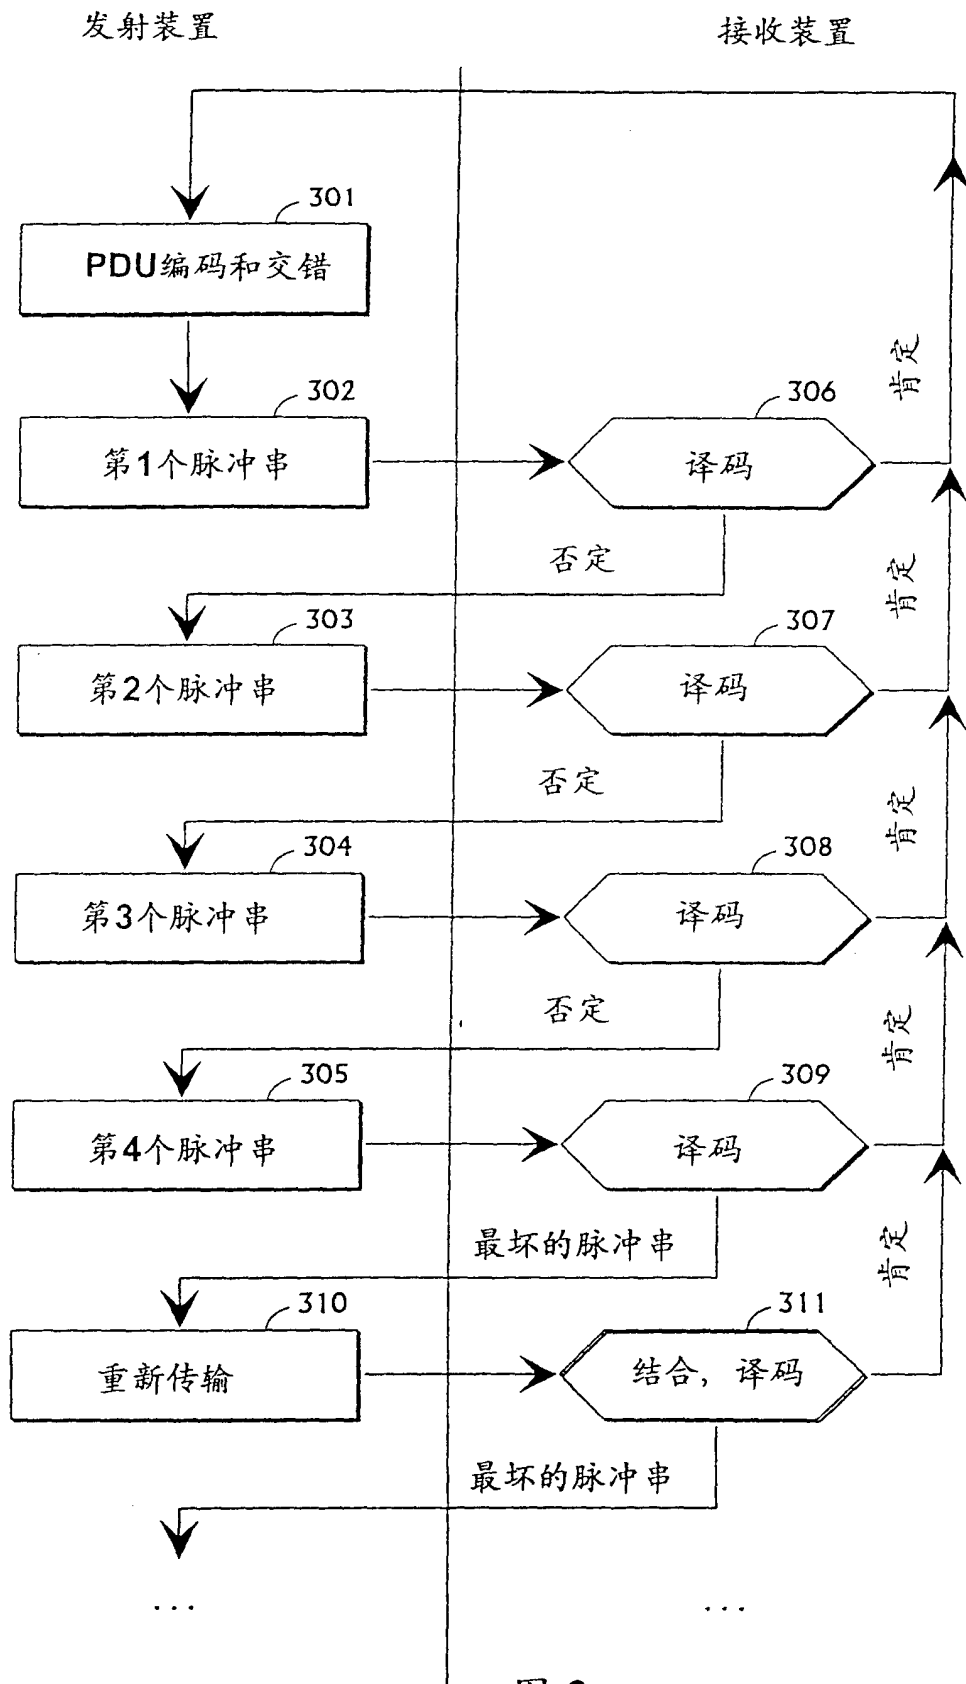 发射装置
接收装置
301
PDU编码和交错
肯定
302
第1个脉冲串
306
译码
否定
肯定
303
第2个脉冲串
307
译码
否定
肯定
304
第3个脉冲串
308
译码
否定
肯定
305
第4个脉冲串
309
译码
最坏的脉冲串
肯定
310
重新传输
311
结合，译码
最坏的脉冲串
...
...